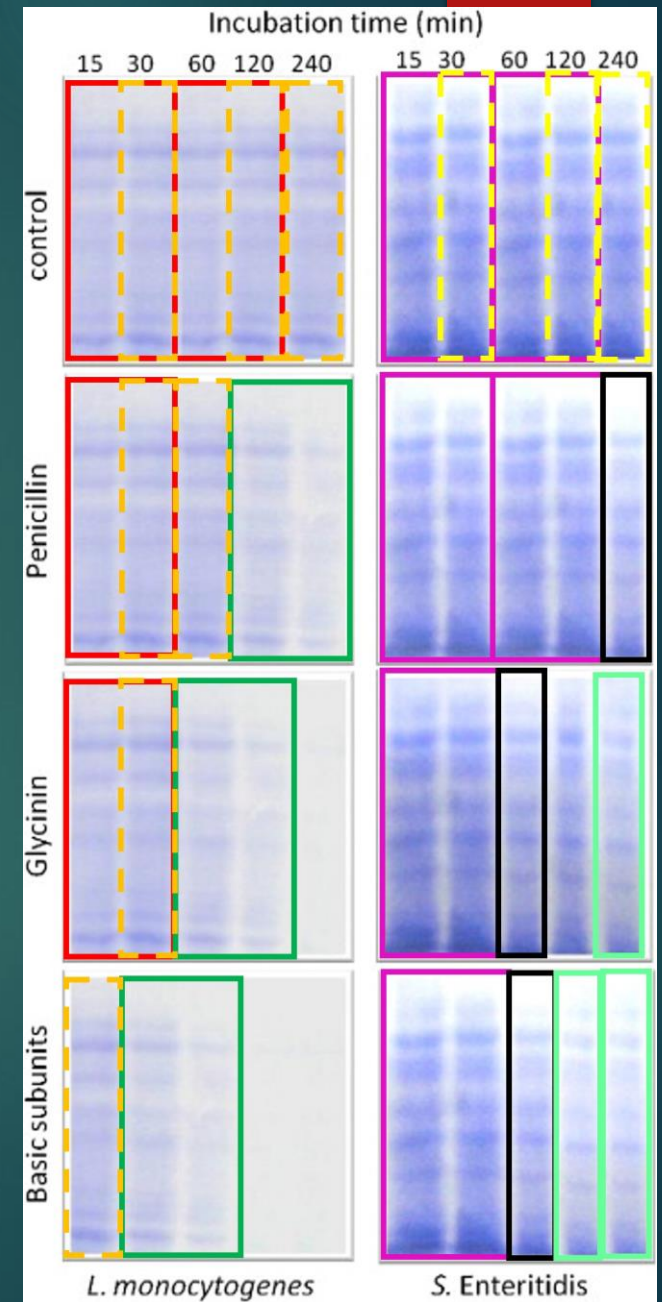 Incubation time (min)
15 30 60 120 240 15 30 60 120 240
control
Penicillin
Glycinin
Basic subunits
L. monocytogenes S. Enteritidis